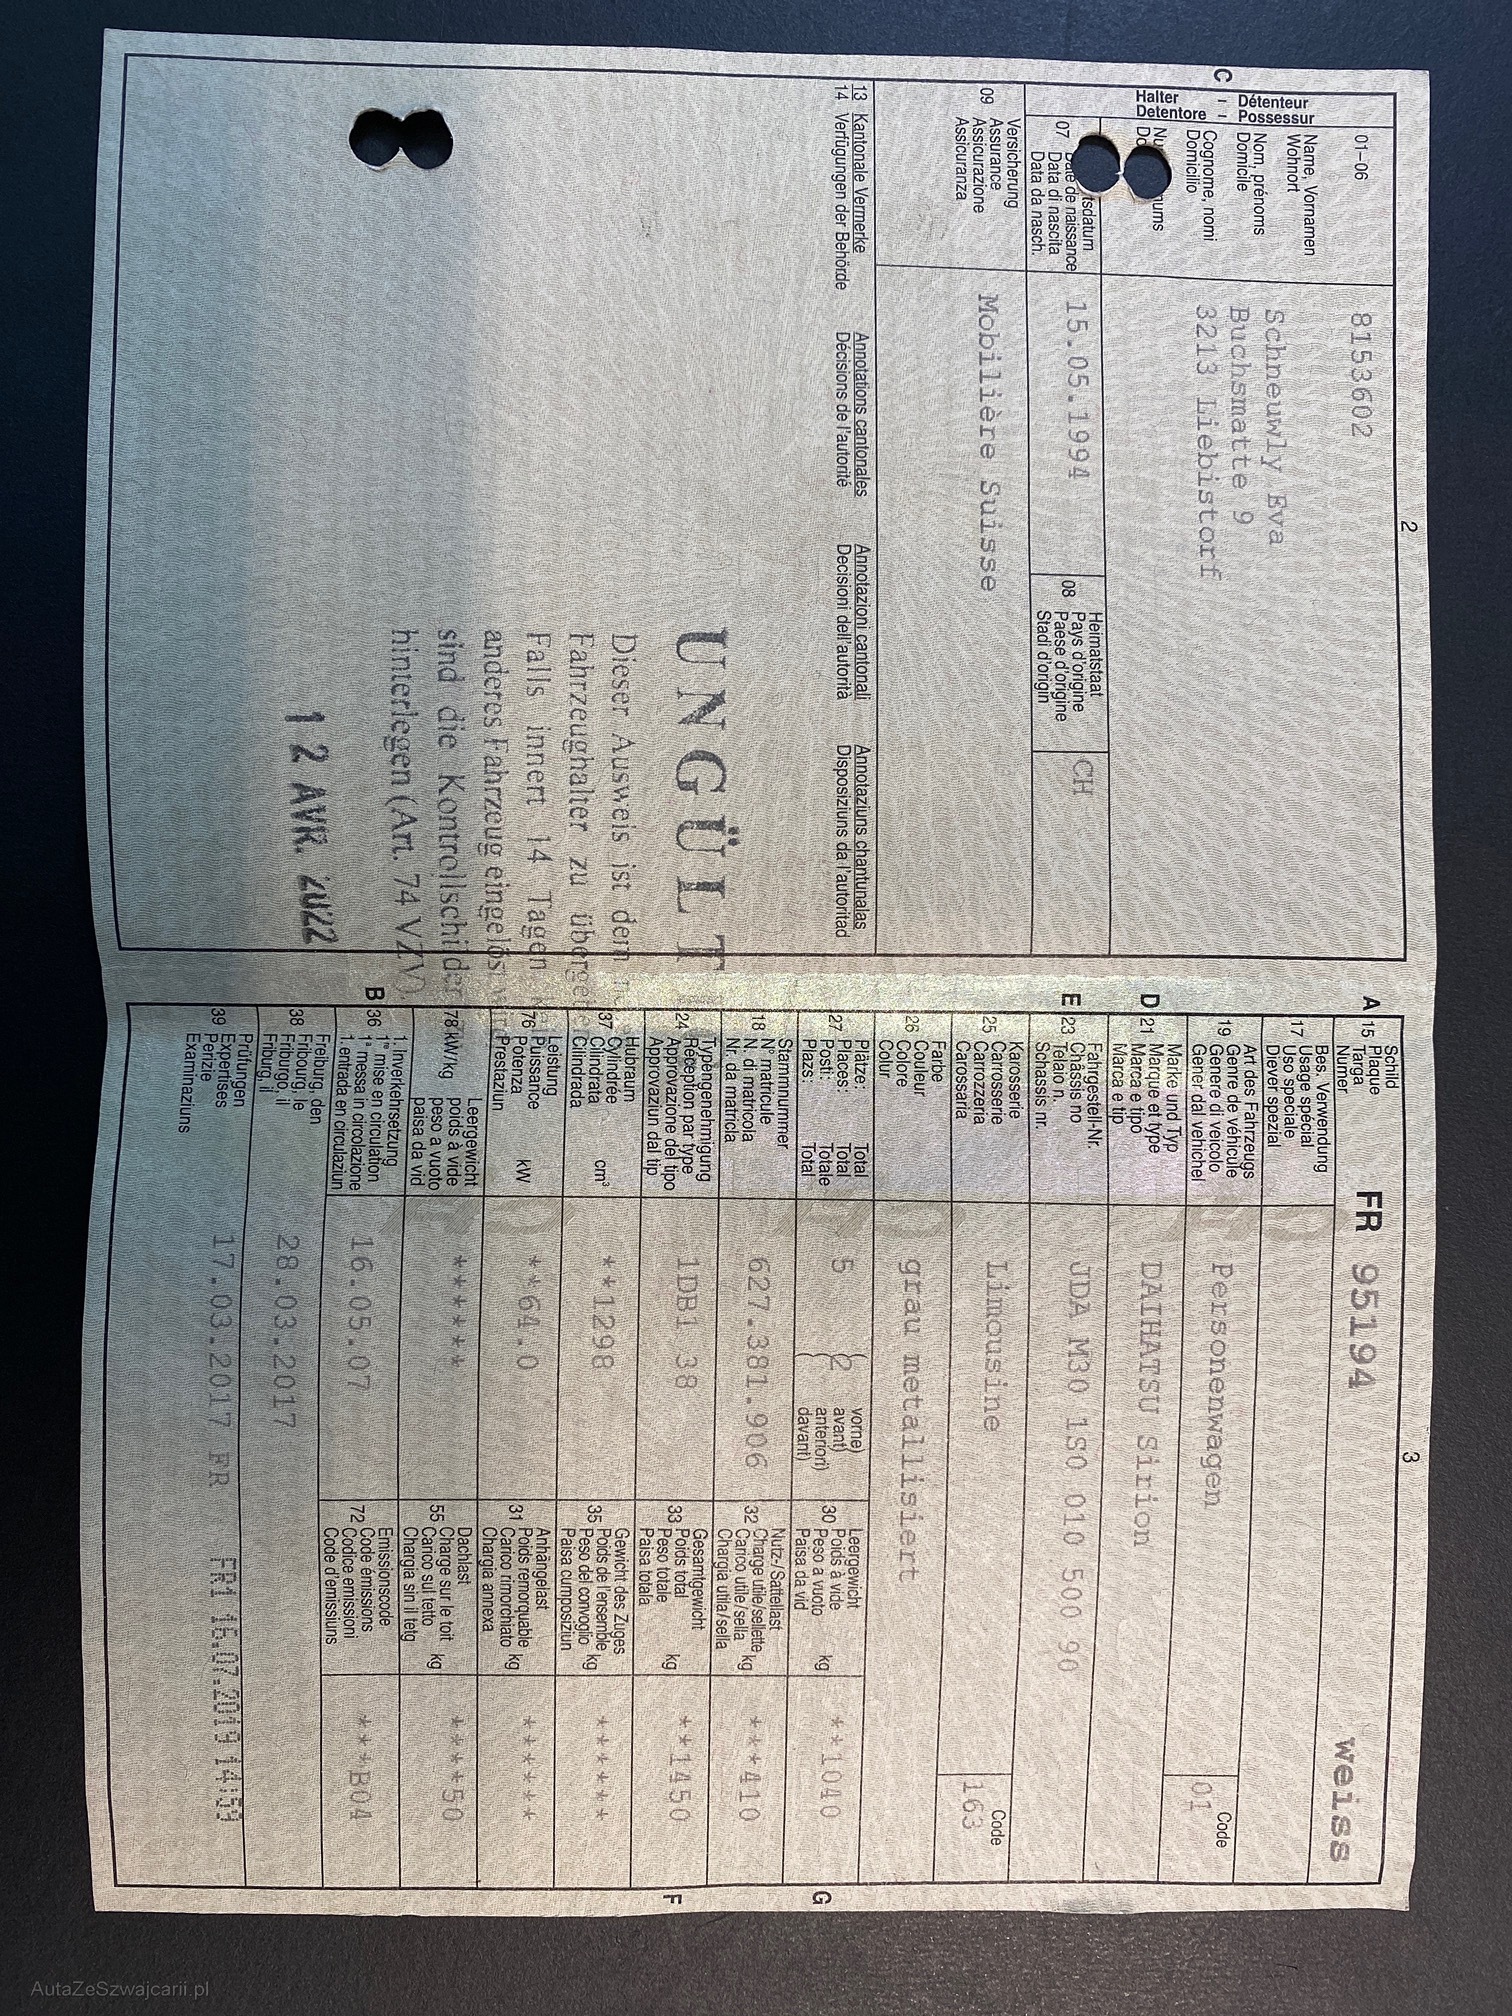 2
C
Détenteur
Possessur
Halter
Detentore
01–06
8153602
Name, Vornamen
Wohnort
Nom, prénoms
Domicile
Cognome, nomi
Domicilio
Schneuwly Eva
Buchsmatte 9
3213 Liebistorf
07
de naissance
Data di nascita
Data da nasch.
15.05.1994
08
Heimatstaat
Pays d'origine
Paese d'origine
Stadi d'origin
CH
09
Versicherung
Assurance
Assicurazione
Assicuranza
Mobilière Suisse
13 Kantonale Vermerke Annotations cantonales Annotazioni cantonali Annotaziuns chantunalas
14 Verfügungen der Behörde Décisions de l'autorité Decisioni dell'autorità Disposiziuns da l'autoritad
UNGÜLT
Dieser Ausweis ist dem
Fahrzeughalter zu
Falls innert 14 Tagen
anderes Fahrzeug eingelöst wird
sind die Kontrollschilder
hinterlegen (Art. 74 VZV).
12 AVR. 2022
3
A 15
Schild
Plaque
Targa
Numer
FR 95194 weiss
17
Bes. Verwendung
Usage spécial
Uso speciale
Diever spezial
19
Art des Fahrzeugs
Genre de véhicule
Genere di veicolo
Gener dal vehichel
Personenwagen
Code
01
D 21
Marke und Typ
Marque et type
Marca e tipo
Marca e tip
DAIHATSU Sirion
E 23
Fahrgestell-Nr.
Châssis no
Telaio n.
Schassis nr.
JDA M30 1S0 010 500 90
25
Karosserie
Carrosserie
Carrozzeria
Carossaria
Limousine
Code
163
26
Farbe
Couleur
Colore
Colur
grau metallisiert
27
Plätze: Total
Places: Total
Posti: Totale
Plazs: Total
5 (2
vorne)
avant)
anteriori)
davant)
G
30
Leergewicht
Poids à vide
Peso a vuoto
Paisa da vid
kg
**1040
18
Stammnummer
N° matricule
N. di matricola
Nr. da matricla
627.381.906
32
Nutz-/Sattellast
Charge utile/sellette
Carico utile/sella
Chargia utila/sella
kg
***410
24
Typengenehmigung
Réception par type
Approvazione del tipo
Approvaziun dal tip
1DB1 38
33
Gesamtgewicht
Poids total
Peso totale
Paisa totala
kg
**1450
F
37
Hubraum
Cylindrée
Cilindrata
Cilindrada
cm³
**1298
35
Gewicht des Zuges
Poids de l'ensemble
Peso del convoglio
Paisa cumposiziun
kg
******
76
Leistung
Puissance
Potenza
Prestaziun
kW
**64.0
31
Anhängelast
Poids remorquable
Carico rimorchiato
Chargia annexa
kg
******
78 kW/kg
Leergewicht
poids à vide
peso a vuoto
paisa da vid
******
55
Dachlast
Charge sur le toit
Carico sul tetto
Chargia sin il tetg
kg
****50
B 36
1. Inverkehrsetzung
1re mise en circulation
1a messa in circolazione
1. entrada en circulaziun
16.05.07
72
Emissionscode
Code émissions
Codice emissioni
Code d'emissiuns
***B04
38
Freiburg, den
Fribourg, le
Friburgo, il
Friburg, il
28.03.2017
39
Prüfungen
Expertises
Perizie
Examinaziuns
17.03.2017 FR FR1 16.07.2019 14:59
AutaZeSzwajcarii.pl